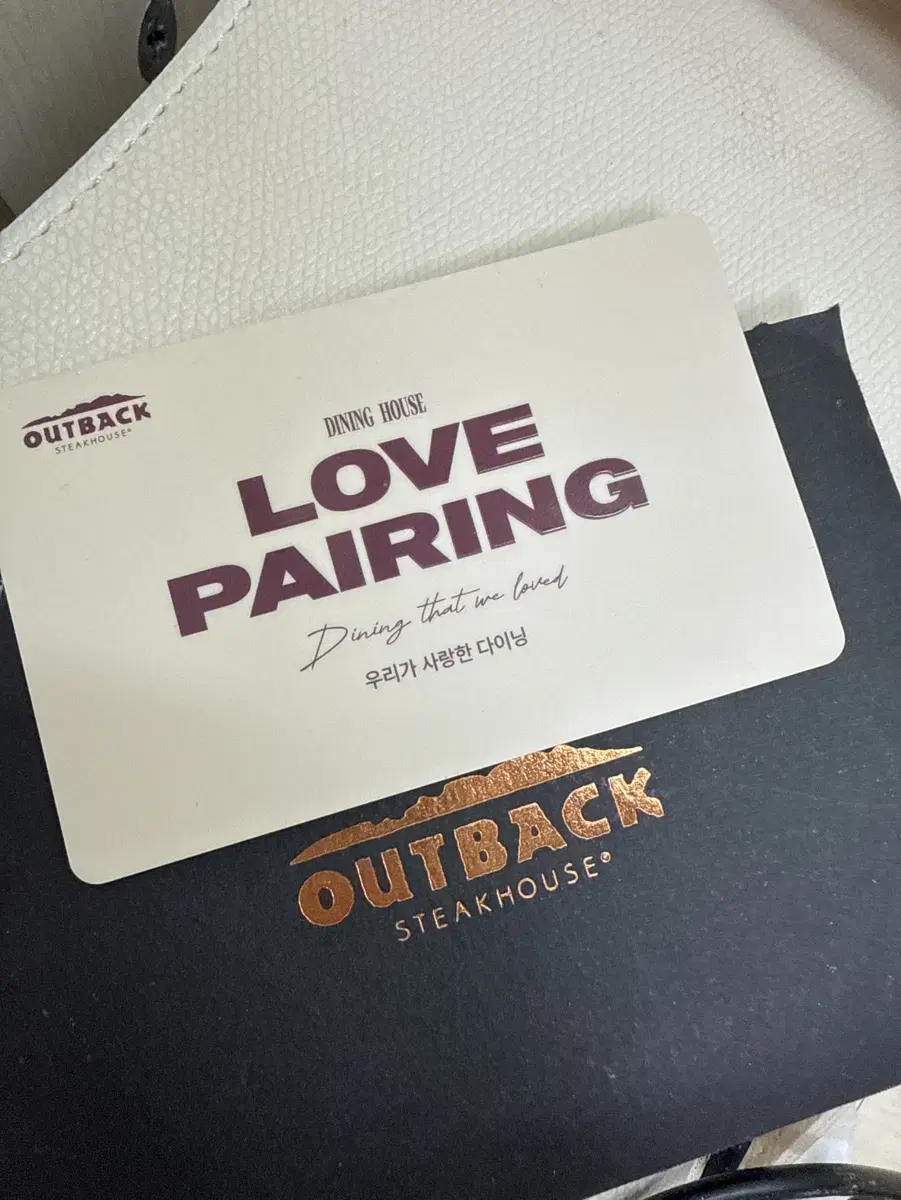 OUTBACK
STEAKHOUSE®
DINING HOUSE
LOVE
PAIRING
Dining that we loved
우리가 사랑한 다이닝
OUTBACK
STEAKHOUSE®